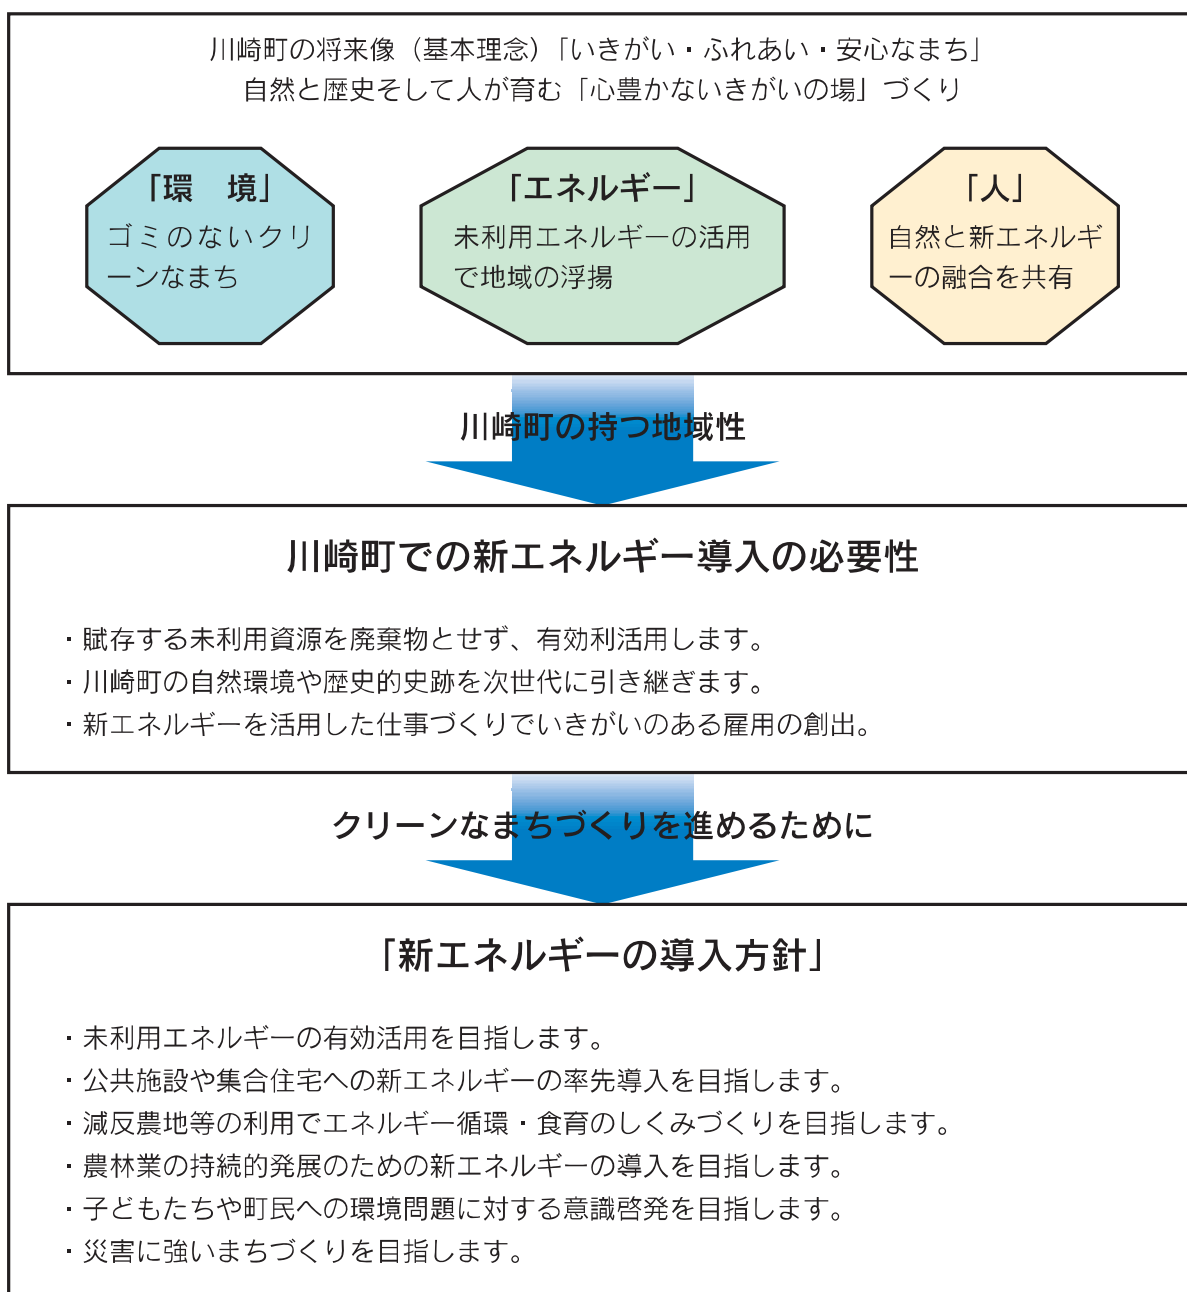 川崎町の将来像（基本理念）「いきがい・ふれあい・安心なまち」
自然と歴史そして人が育む「心豊かないきがいの場」づくり
「環　境」
ゴミのないクリ
ーンなまち
「エネルギー」
未利用エネルギーの活用
で地域の浮揚
「人」
自然と新エネルギ
ーの融合を共有
川崎町の持つ地域性
川崎町での新エネルギー導入の必要性
・賦存する未利用資源を廃棄物とせず、有効利活用します。
・川崎町の自然環境や歴史的史跡を次世代に引き継ぎます。
・新エネルギーを活用した仕事づくりでいきがいのある雇用の創出。
クリーンなまちづくりを進めるために
「新エネルギーの導入方針」
・未利用エネルギーの有効活用を目指します。
・公共施設や集合住宅への新エネルギーの率先導入を目指します。
・減反農地等の利用でエネルギー循環・食育のしくみづくりを目指します。
・農林業の持続的発展のための新エネルギーの導入を目指します。
・子どもたちや町民への環境問題に対する意識啓発を目指します。
・災害に強いまちづくりを目指します。